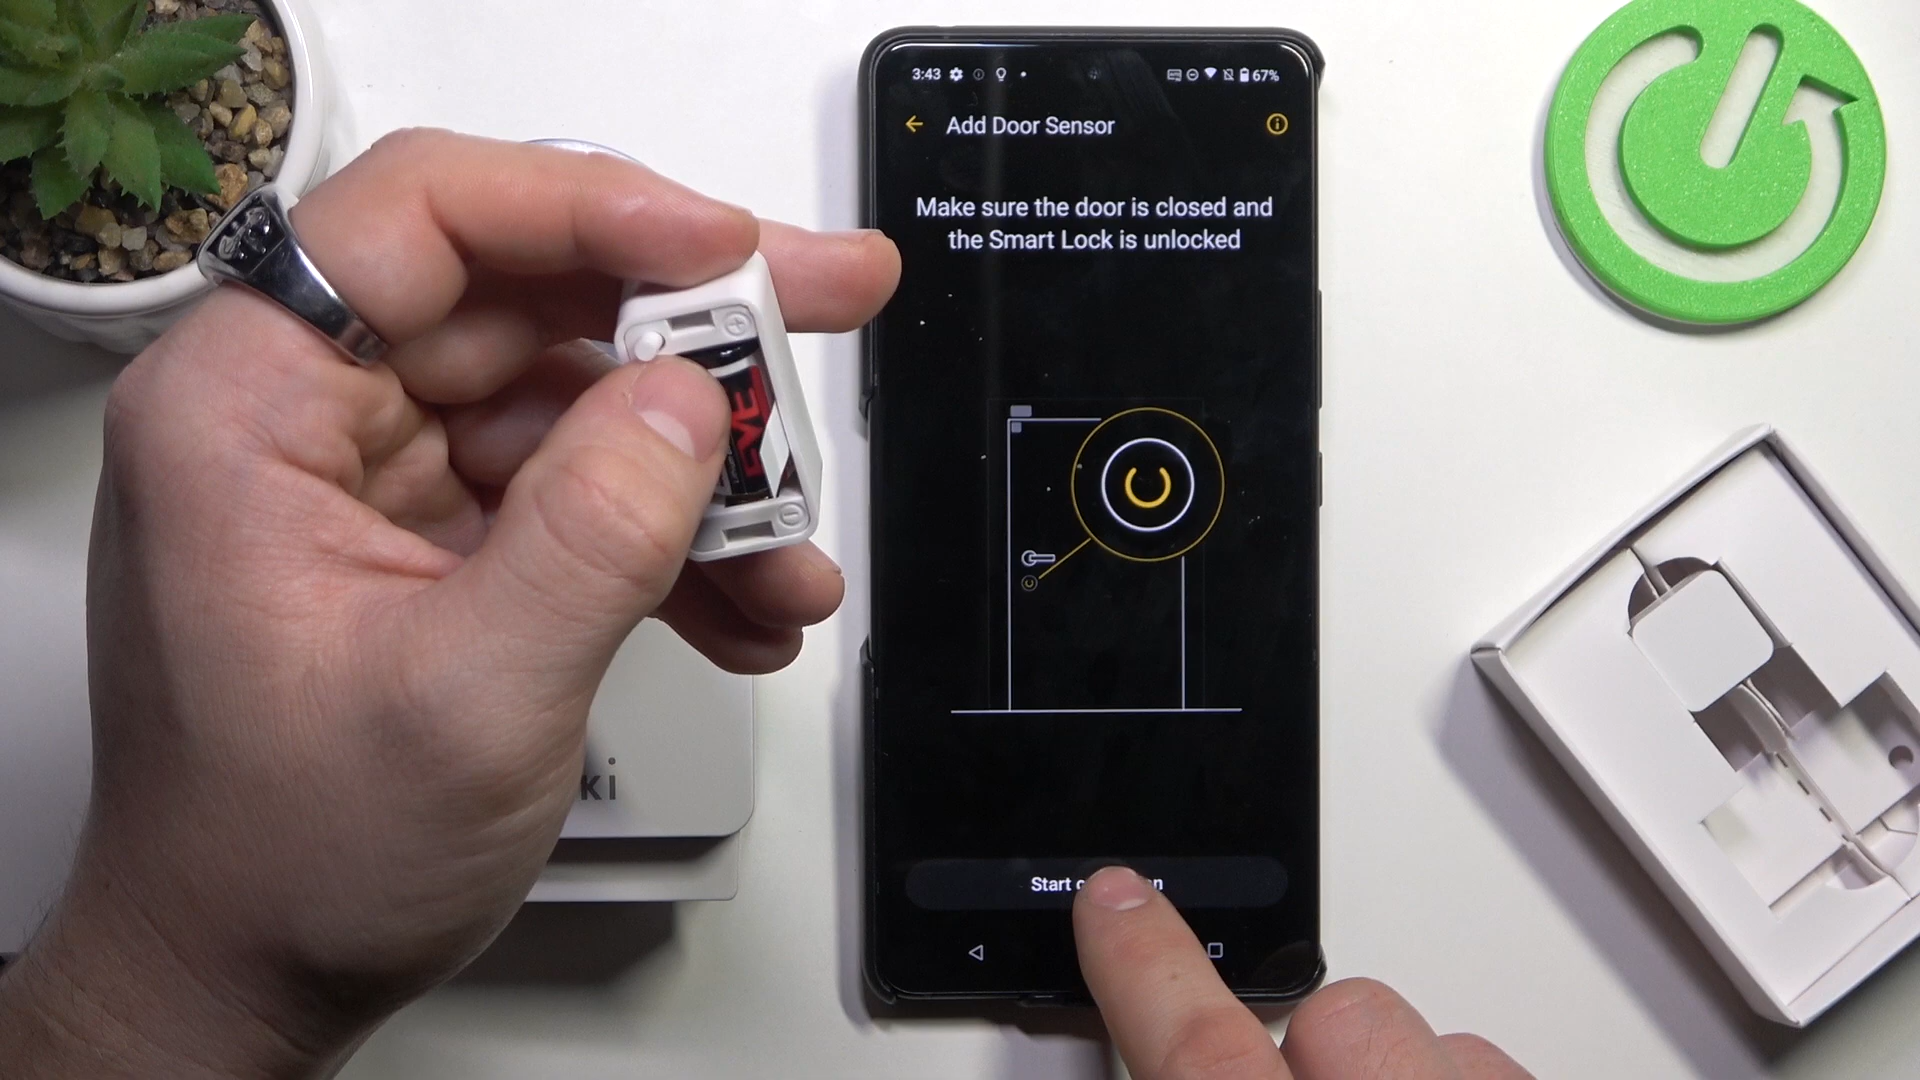 3:43
67%
Add Door Sensor
Make sure the door is closed and
the Smart Lock is unlocked
EVE
Start